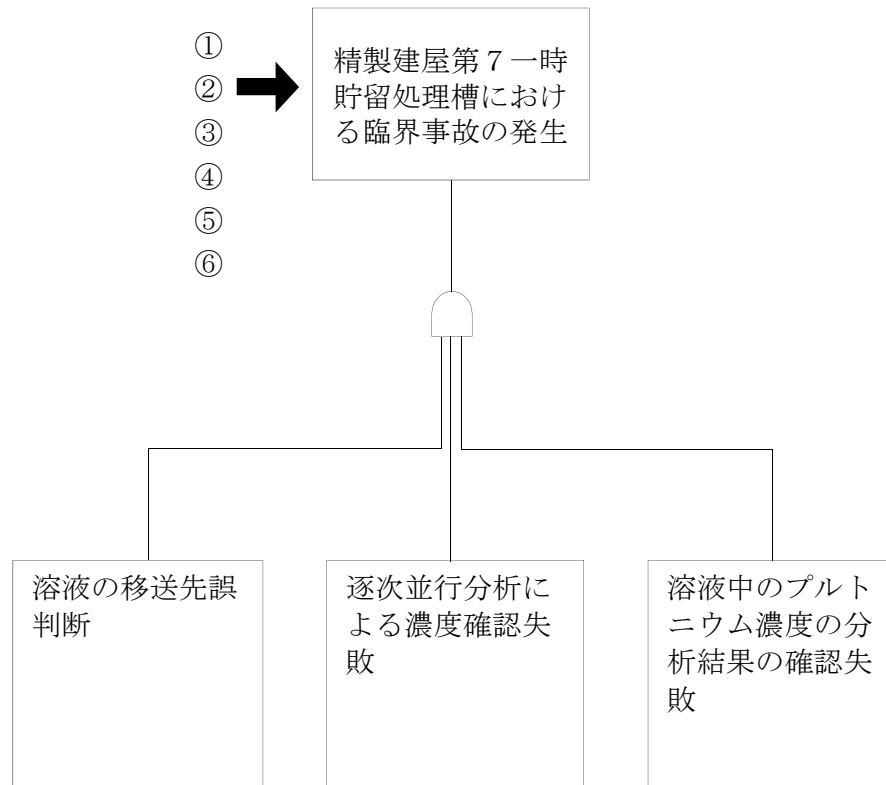 ①
②
③
④
⑤
⑥
精製建屋第７一時
貯留処理槽におけ
る臨界事故の発生
溶液の移送先誤
判断
逐次並行分析に
よる濃度確認失
敗
溶液中のプルト
ニウム濃度の分
析結果の確認失
敗